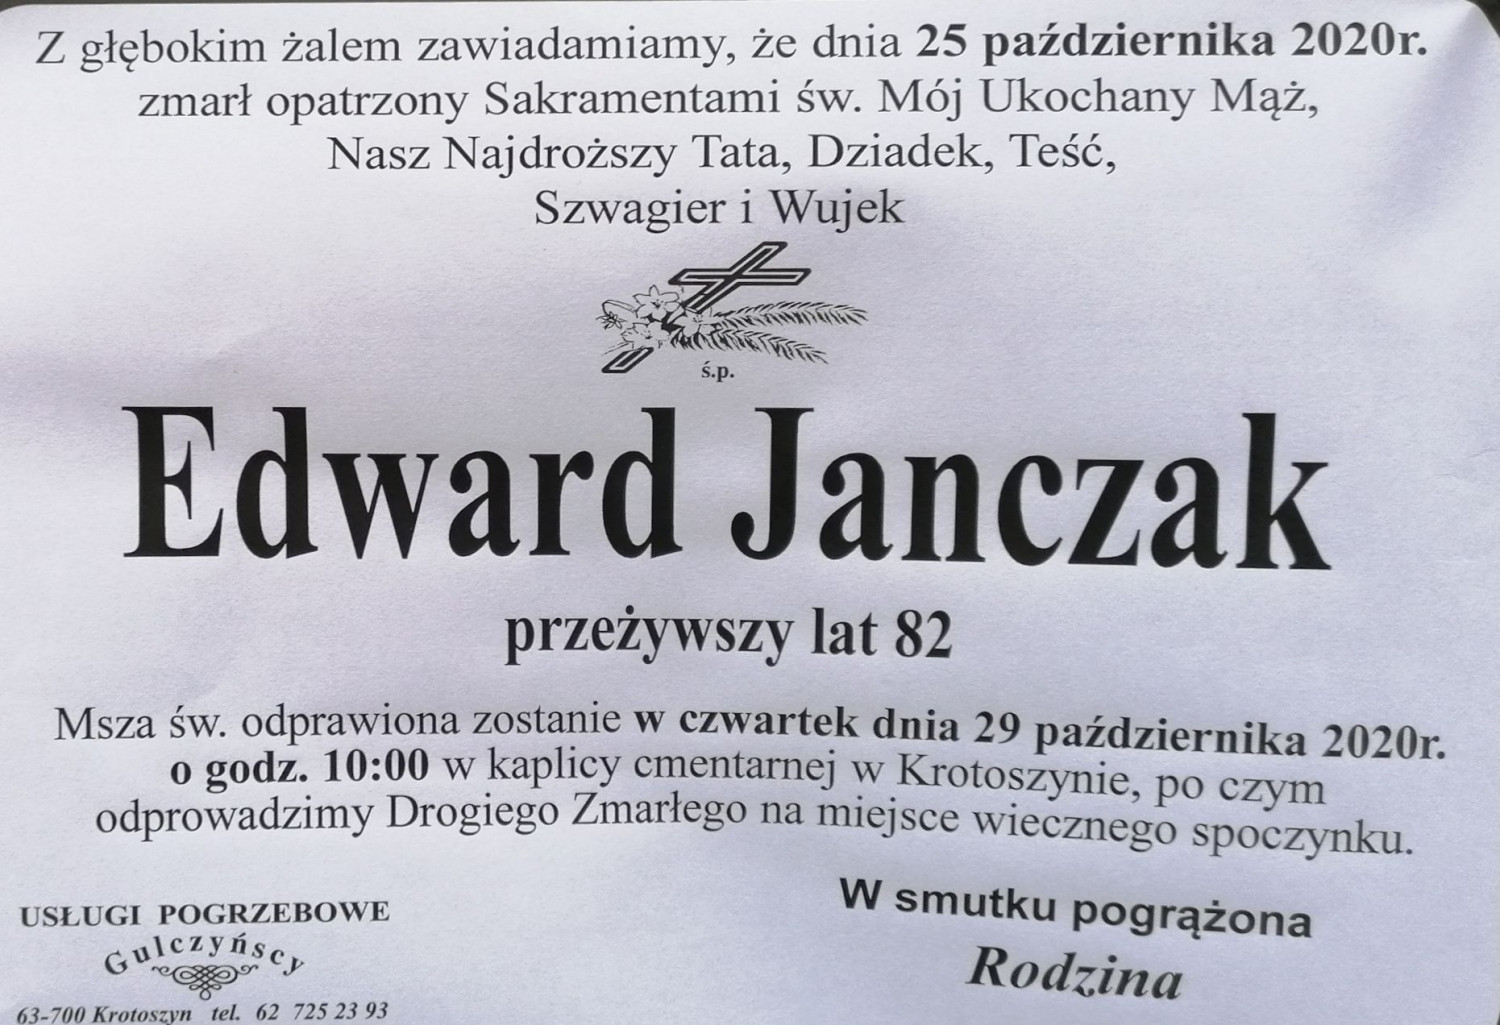 Z głębokim żalem zawiadamiamy, że dnia 25 października 2020r.
zmarł opatrzony Sakramentami św. Mój Ukochany Mąż,
Nasz Najdroższy Tata, Dziadek, Teść,
Szwagier i Wujek
ś.p.
Edward Janczak
przeżywszy lat 82
Msza św. odprawiona zostanie w czwartek dnia 29 października 2020r.
o godz. 10:00 w kaplicy cmentarnej w Krotoszynie, po czym
odprowadzimy Drogiego Zmarłego na miejsce wiecznego spoczynku.
W smutku pogrążona
Rodzina
USŁUGI POGRZEBOWE
Gulczyńscy
63-700 Krotoszyn tel. 62 725 23 93